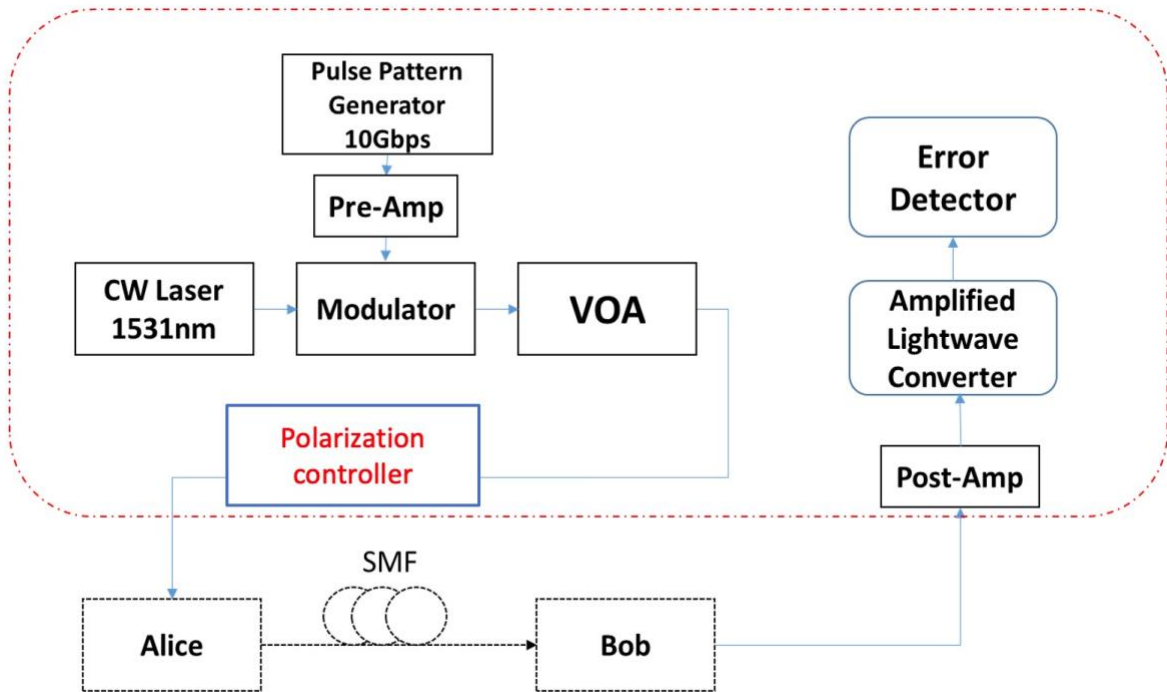 Pulse Pattern
Generator
10Gbps
Pre-Amp
CW Laser
1531nm
Modulator
VOA
Error
Detector
Amplified
Lightwave
Converter
Polarization
controller
Post-Amp
SMF
Alice
Bob